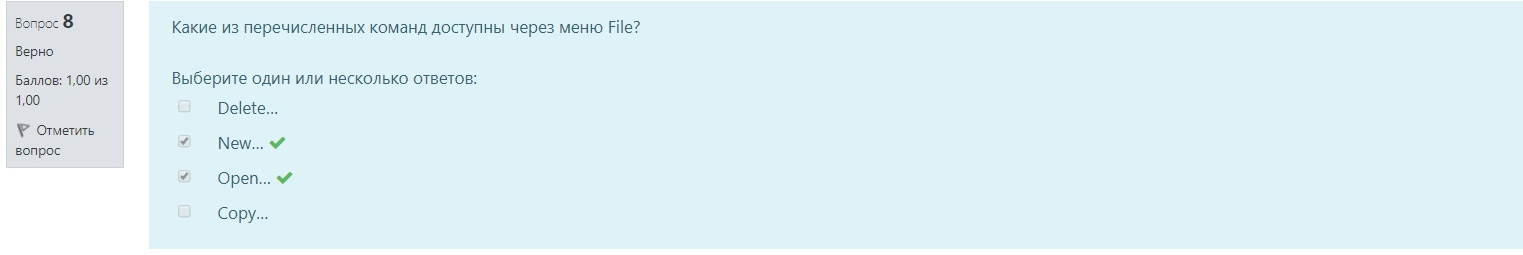 Вопрос 8
Верно
Баллов: 1,00 из
1,00
Отметить
вопрос
Какие из перечисленных команд доступны через меню File?
Выберите один или несколько ответов:
Delete...
New...
Open...
Copy...